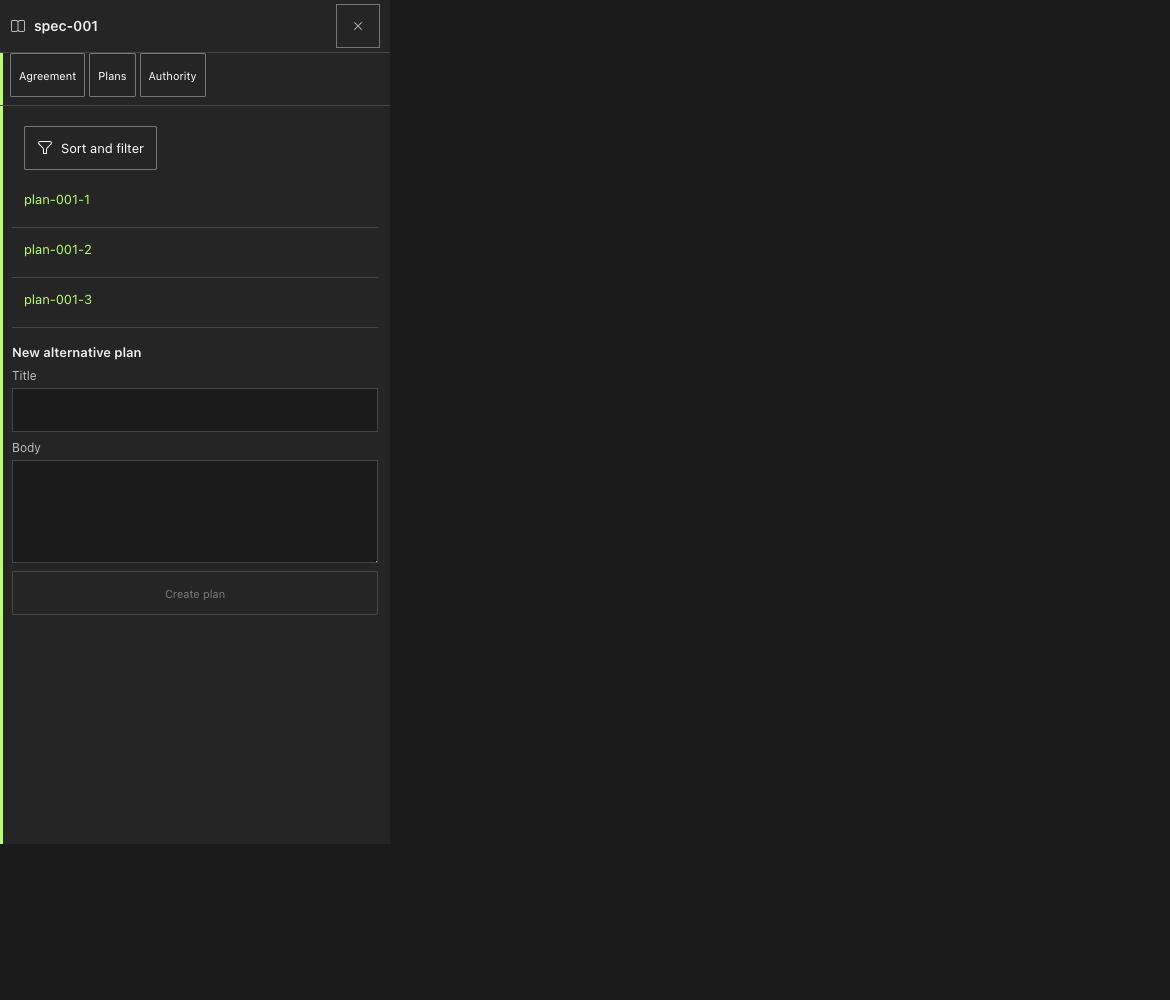 spec-001
Agreement Plans Authority
Sort and filter
plan-001-1
plan-001-2
plan-001-3
New alternative plan
Title
Body
Create plan